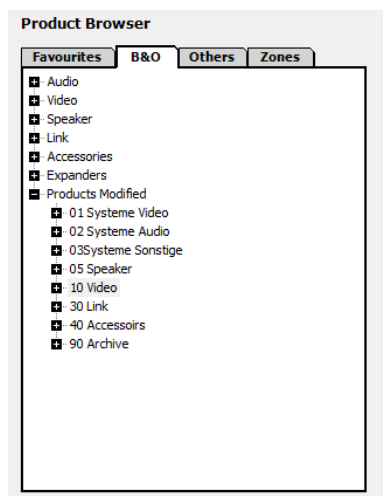 Product Browser
Favourites B&O Others Zones
Audio
Video
Speaker
Link
Accessories
Expanders
Products Modified
01 Systeme Video
02 Systeme Audio
03Systeme Sonstige
05 Speaker
10 Video
30 Link
40 Accessoirs
90 Archive